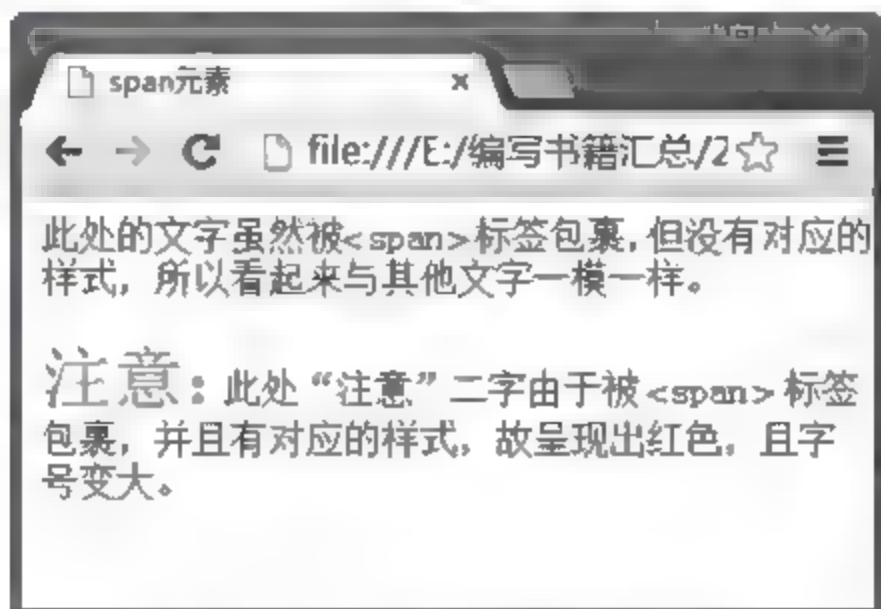 span元素
file:///E:/编写书籍汇总/2
此处的文字虽然被<span>标签包裹,但没有对应的
样式，所以看起来与其他文字一模一样。
注意：此处“注意”二字由于被<span>标签
包裹，并且有对应的样式，故呈现出红色，且字
号变大。